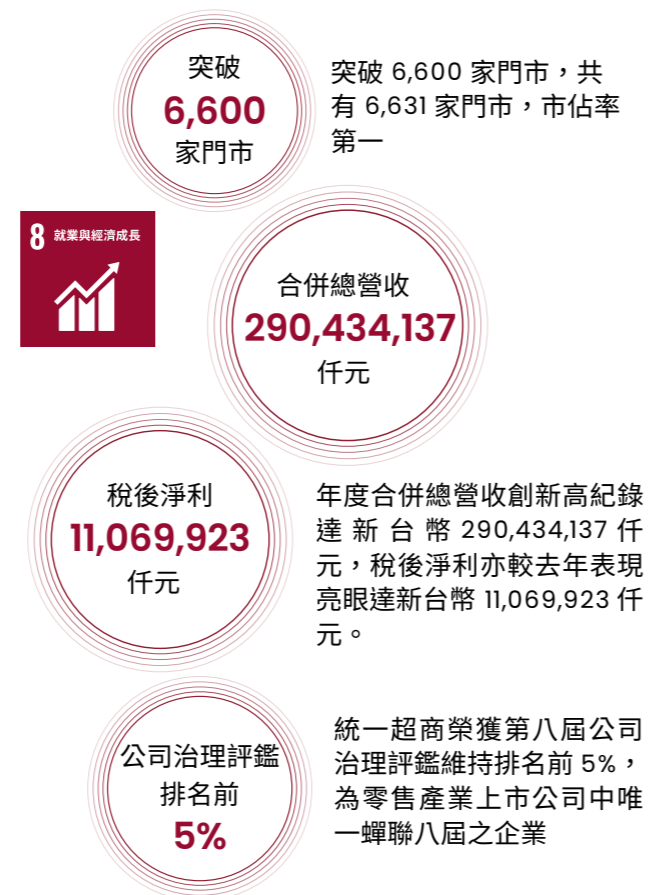 突破
6,600
家門市
突破 6,600 家門市，共
有 6,631 家門市，市佔率
第一
8 就業與經濟成長
合併總營收
290,434,137
仟元
稅後淨利
11,069,923
仟元
年度合併總營收創新高紀錄
達新台幣 290,434,137 仟
元，稅後淨利亦較去年表現
亮眼達新台幣 11,069,923 仟
元。
公司治理評鑑
排名前
5%
統一超商榮獲第八屆公司
治理評鑑維持排名前 5%，
為零售產業上市公司中唯
一蟬聯八屆之企業